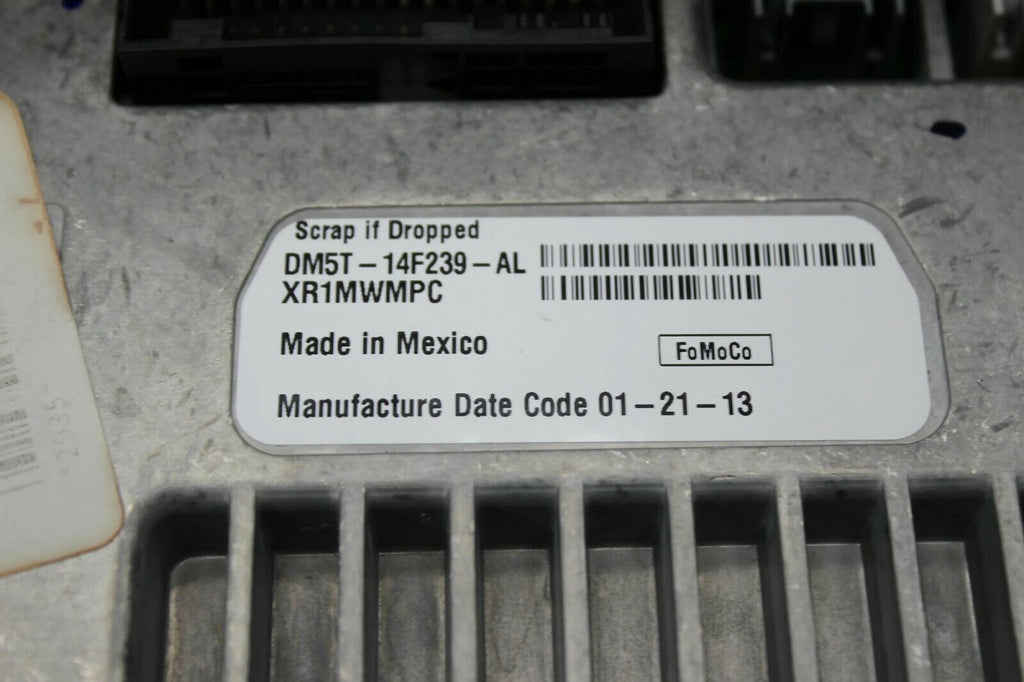 Scrap if Dropped
DM5T-14F239-AL
XR1MWMPC
Made in Mexico
FoMoCo
Manufacture Date Code 01-21-13